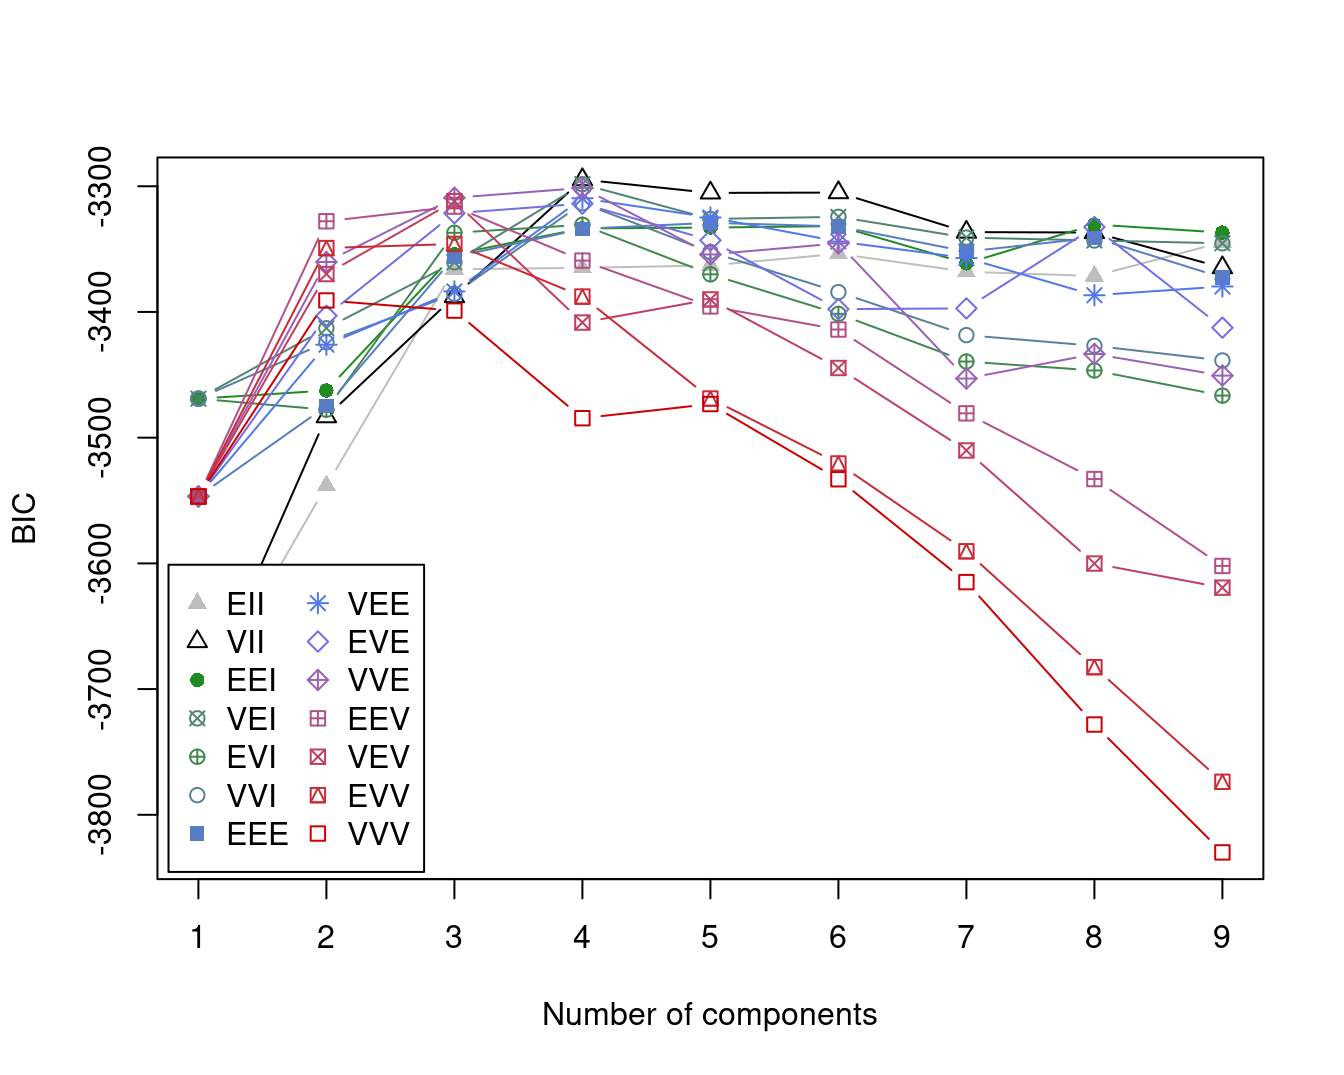 BIC
-3300
-3400
-3500
-3600
-3700
-3800
EII VEE
VII EVE
EEI VVE
VEI EEV
EVI VEV
VVI EVV
EEE VVV
1 2 3 4 5 6 7 8 9
Number of components